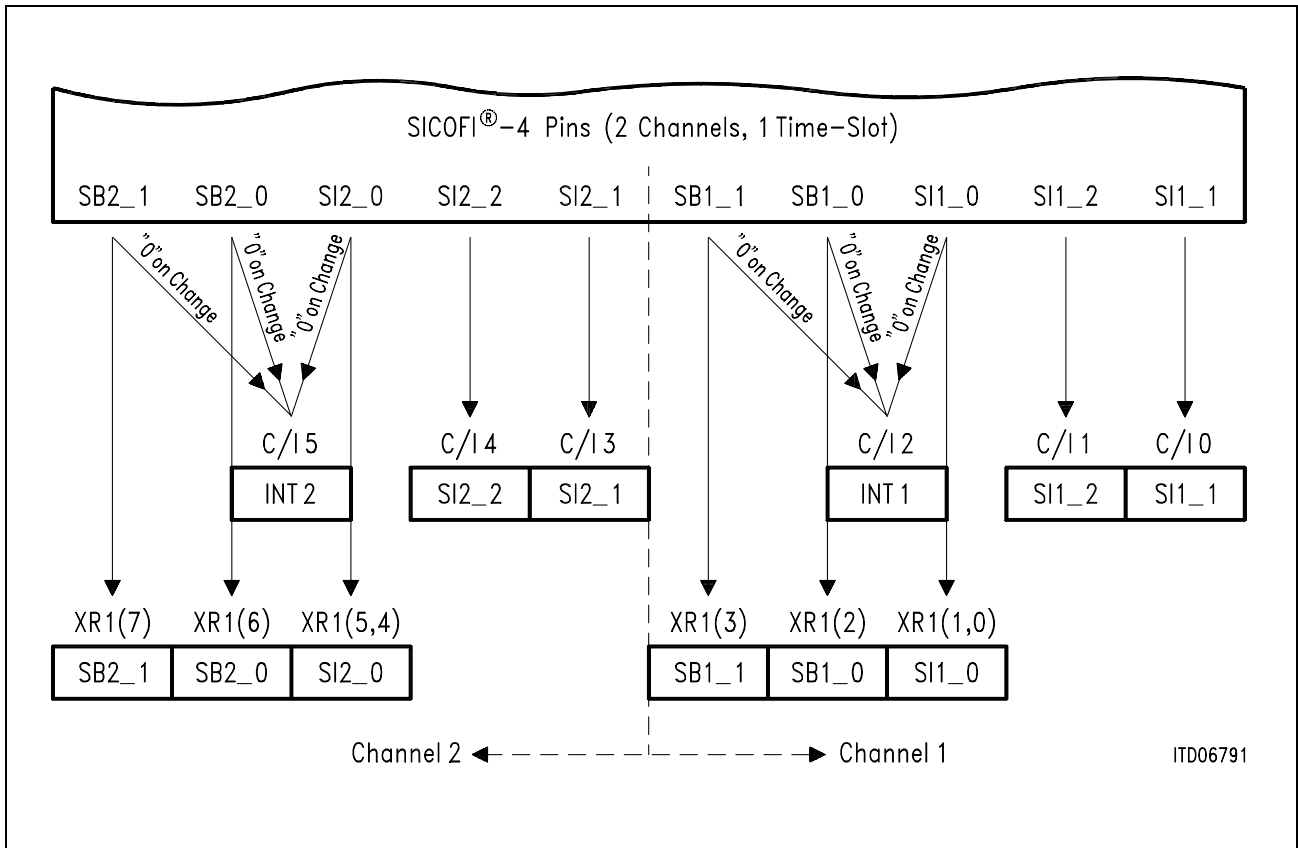 SICOFI®-4 Pins (2 Channels, 1 Time-Slot)
SB2_1 SB2_0 SI2_0 SI2_2 SI2_1 SB1_1 SB1_0 SI1_0 SI1_2 SI1_1
"0" on Change "0" on Change "0" on Change "0" on Change "0" on Change "0" on Change
C/I5 C/I4 C/I3 C/I2 C/I1 C/I0
INT 2 SI2_2 SI2_1 INT 1 SI1_2 SI1_1
XR1(7) XR1(6) XR1(5,4) XR1(3) XR1(2) XR1(1,0)
SB2_1 SB2_0 SI2_0 SB1_1 SB1_0 SI1_0
Channel 2 Channel 1 ITD06791